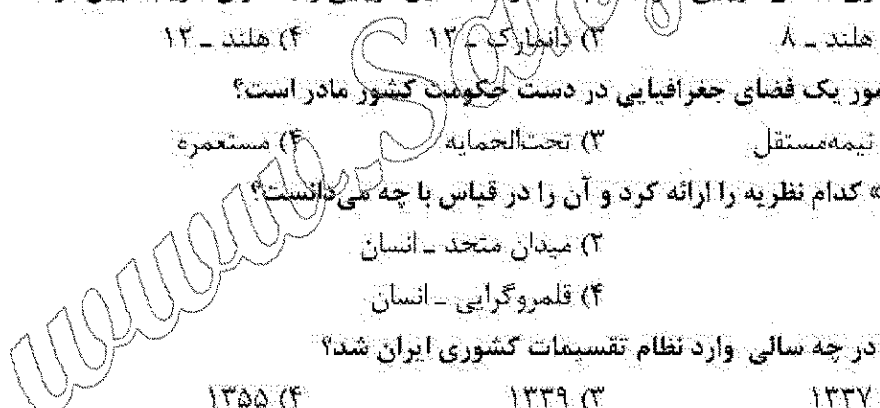 هلند ـ ۸ ۳) دانمارک ـ ۱۲ ۴) هلند ـ ۱۲
مور یک فضای جغرافیایی در دست حکومت کشور مادر است؟
نیمه‌مستقل ۳) تحت‌الحمایه ۴) مستعمره
» کدام نظریه را ارائه کرد و آن را در قیاس با چه می‌دانست؟
۲) میدان متحد ـ انسان
۴) قلمروگرایی ـ انسان
در چه سالی وارد نظام تقسیمات کشوری ایران شد؟
۱۳۳۷ ۳) ۱۳۳۹ ۴) ۱۳۵۵